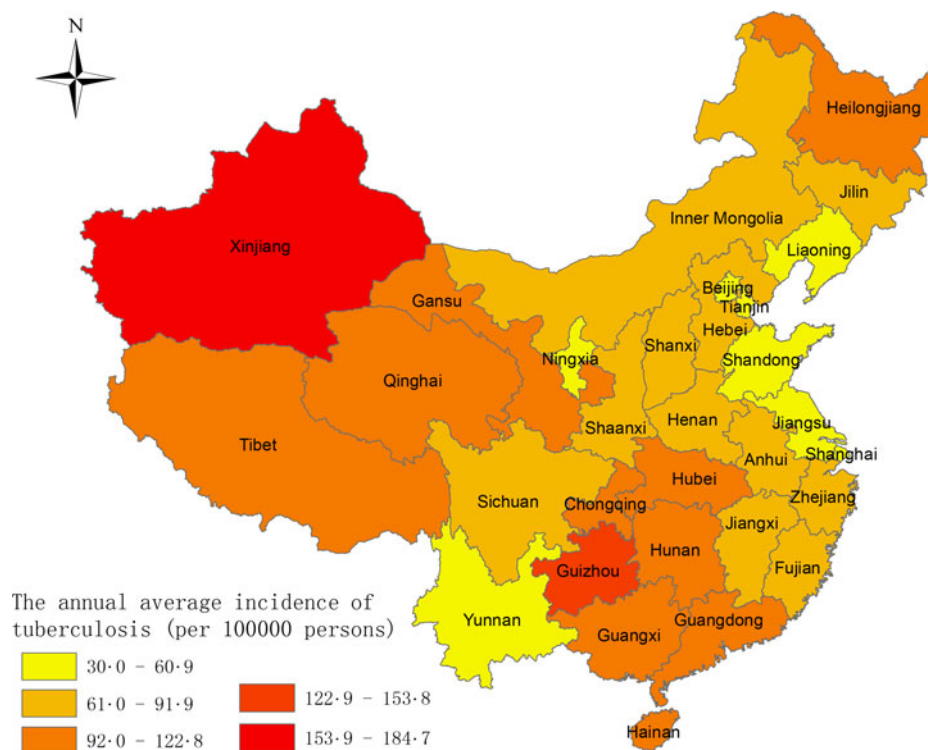 N
Heilongjiang
Jilin
Inner Mongolia
Xinjiang
Liaoning
Beijing
Gansu
Tianjin
Hebei
Ningxia
Shanxi
Shandong
Qinghai
Henan
Jiangsu
Shaanxi
Tibet
Anhui
Shanghai
Hubei
Sichuan
Zhejiang
Chongqing
Jiangxi
Hunan
Fujian
Guizhou
Yunnan
Guangdong
Guangxi
Hainan
The annual average incidence of
tuberculosis (per 100000 persons)
30·0 - 60·9
61·0 - 91·9
92·0 - 122·8
122·9 - 153·8
153·9 - 184·7